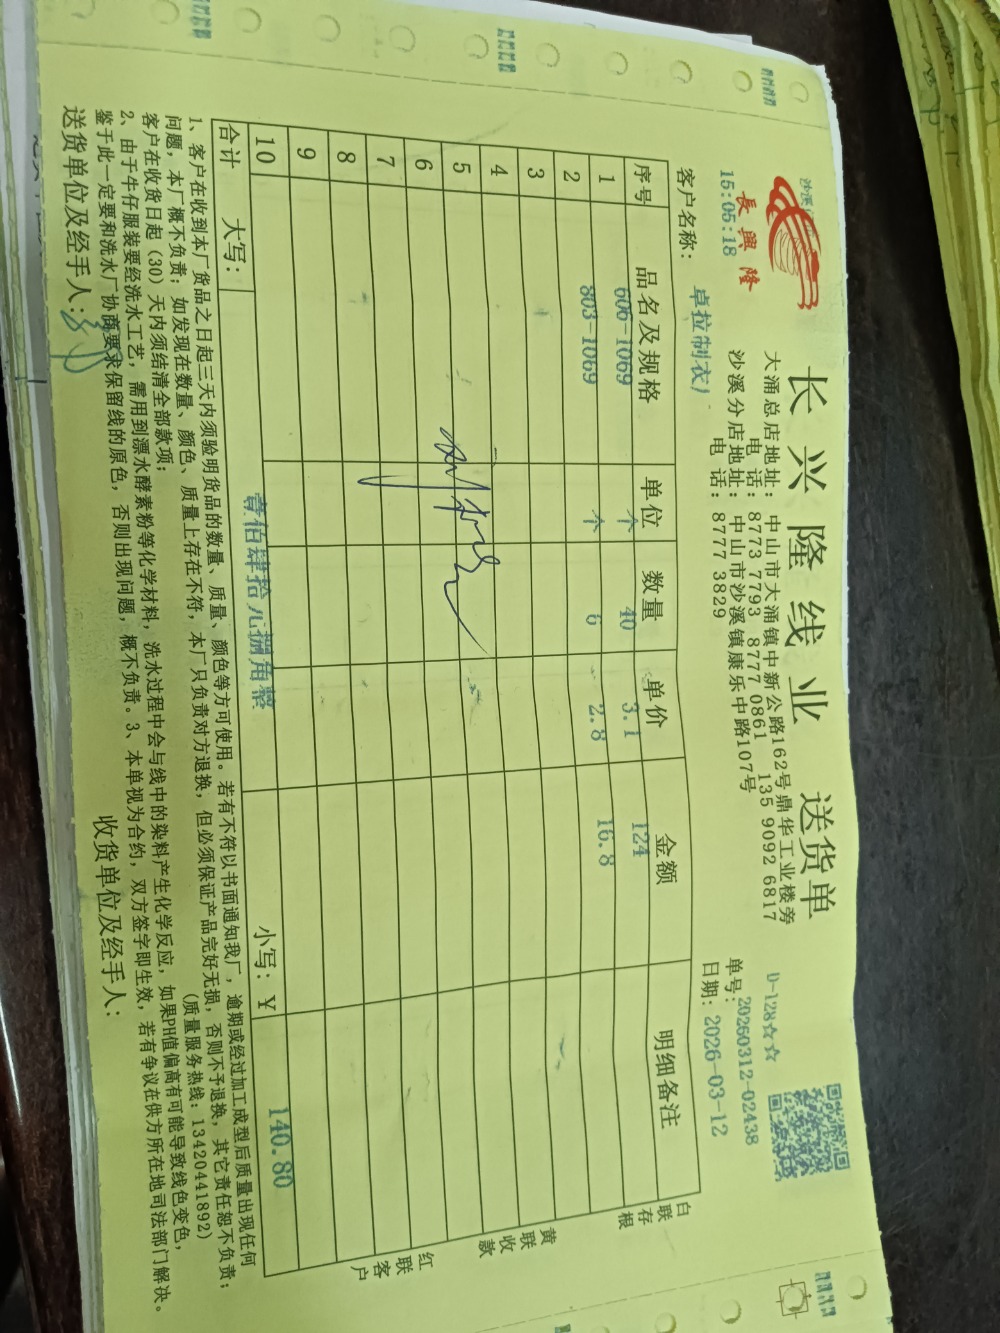 長興隆
长兴隆线业 送货单
大涌总店地址：中山市大涌镇中新公路162号鼎华工业楼旁
电 话：8773 7793 8777 0861 135 9092 6817
沙溪分店地址：中山市沙溪镇康乐中路107号
电 话：8777 3829
15:05:18
D-128☆☆
单号：20260312-02438
日期：2026-03-12
客户名称：卓拉制衣厂
序号 品名及规格 单位 数量 单价 金额 明细备注
1 606-1069 个 40 3.1 124
2 803-1069 个 6 2.8 16.8
3
4
5
6
7
8
9
10
合计 大写：壹佰肆拾元捌角整 小写：¥ 140.80
白联存根
黄联收款
红联客户
1、客户在收到本厂货品之日起三天内须验明货品的数量、质量、颜色等方可使用。若有不符以书面通知我厂，逾期或经过加工成型后质量出现任何
问题，本厂概不负责；如发现在数量、颜色、质量上存在不符，本厂只负责对方退换，但必须保证产品完好无损，否则不予退换，其它责任恕不负责；
客户在收货日起（30）天内须结清全部款项； （质量服务热线：13420441892）
2、由于牛仔服装要经洗水工艺，需用到漂水酵素粉等化学材料，洗水过程中会与线中的染料产生化学反应，如果PH值偏高有可能导致线色变色，
鉴于此一定要和洗水厂协商要求保留线的原色，否则出现问题，概不负责。3、本单视为合约，双方签字即生效，若有争议在供方所在地司法部门解决。
送货单位及经手人： 收货单位及经手人：